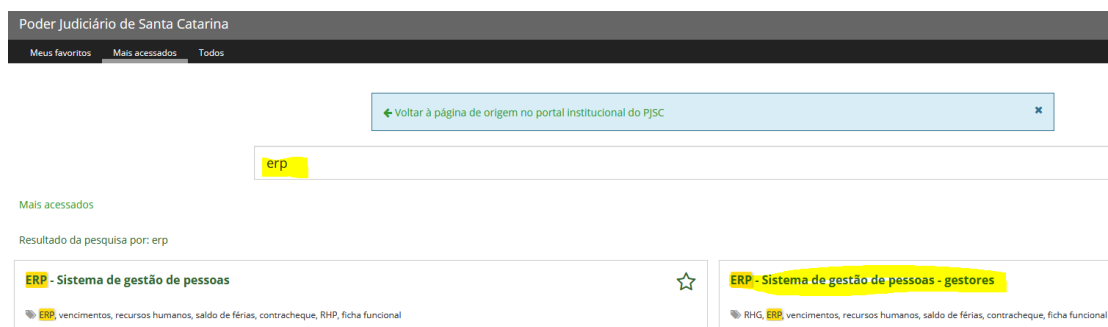 Poder Judiciário de Santa Catarina
Meus favoritos Mais acessados Todos
Voltar à página de origem no portal institucional do PJSC ×
erp
Mais acessados
Resultado da pesquisa por: erp
ERP - Sistema de gestão de pessoas
ERP - Sistema de gestão de pessoas - gestores
ERP, vencimentos, recursos humanos, saldo de férias, contracheque, RHP, ficha funcional
RHG, ERP, vencimentos, recursos humanos, saldo de férias, contracheque, ficha funcional